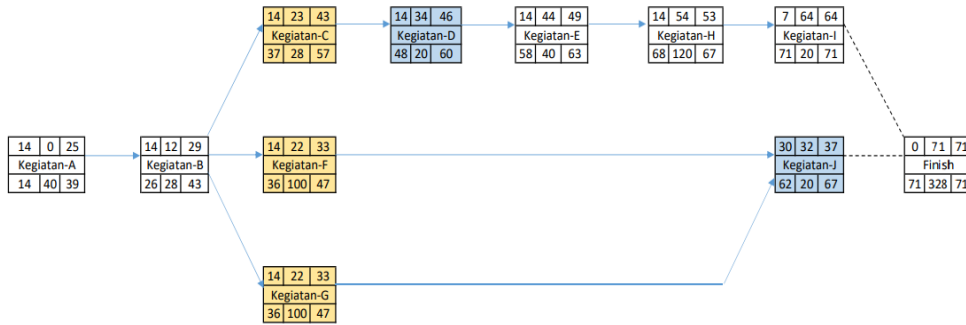 14 23 43
Kegiatan-C
37 28 57
14 34 46
Kegiatan-D
48 20 60
14 44 49
Kegiatan-E
58 40 63
14 54 53
Kegiatan-H
68 120 67
7 64 64
Kegiatan-I
71 20 71
14 0 25
Kegiatan-A
14 40 39
14 12 29
Kegiatan-B
26 28 43
14 22 33
Kegiatan-F
36 100 47
30 32 37
Kegiatan-J
62 20 67
0 71 71
Finish
71 328 71
14 22 33
Kegiatan-G
36 100 47